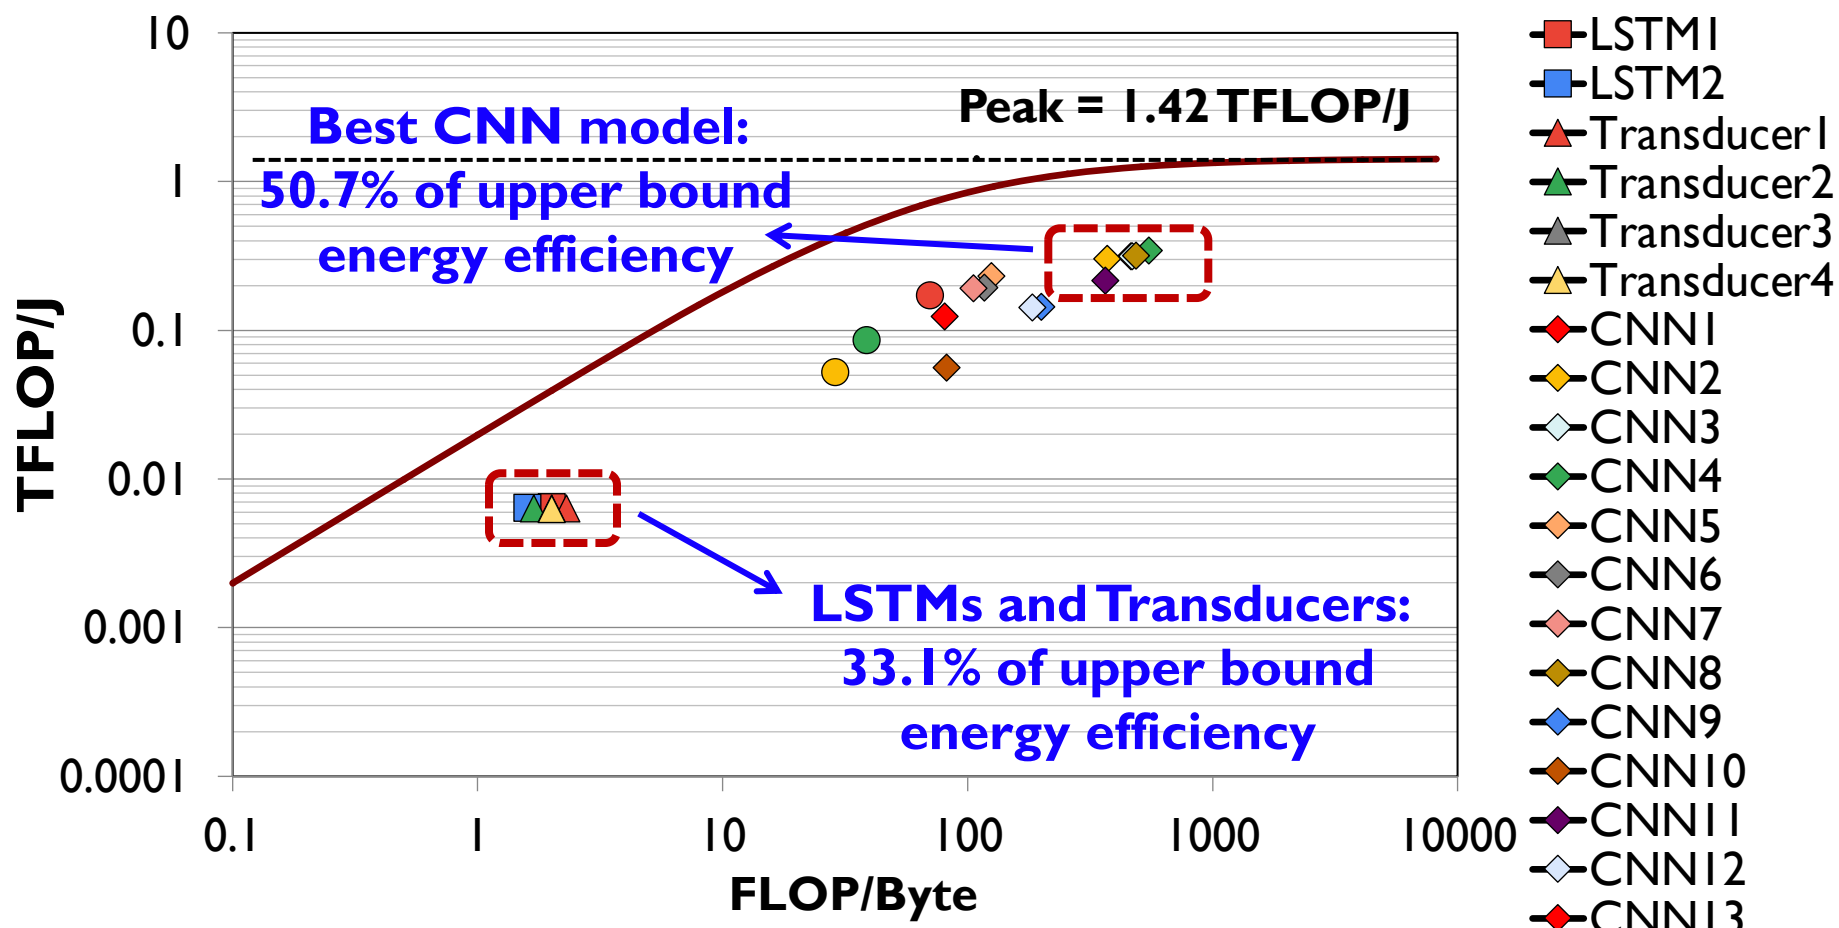 10
1
0.1
0.01
0.001
0.0001
TFLOP/J
0.1
1
10
100
1000
10000
FLOP/Byte
Peak = 1.42 TFLOP/J
Best CNN model:
50.7% of upper bound
energy efficiency
LSTMs and Transducers:
33.1% of upper bound
energy efficiency
LSTM1
LSTM2
Transducer1
Transducer2
Transducer3
Transducer4
CNN1
CNN2
CNN3
CNN4
CNN5
CNN6
CNN7
CNN8
CNN9
CNN10
CNN11
CNN12
CNN13